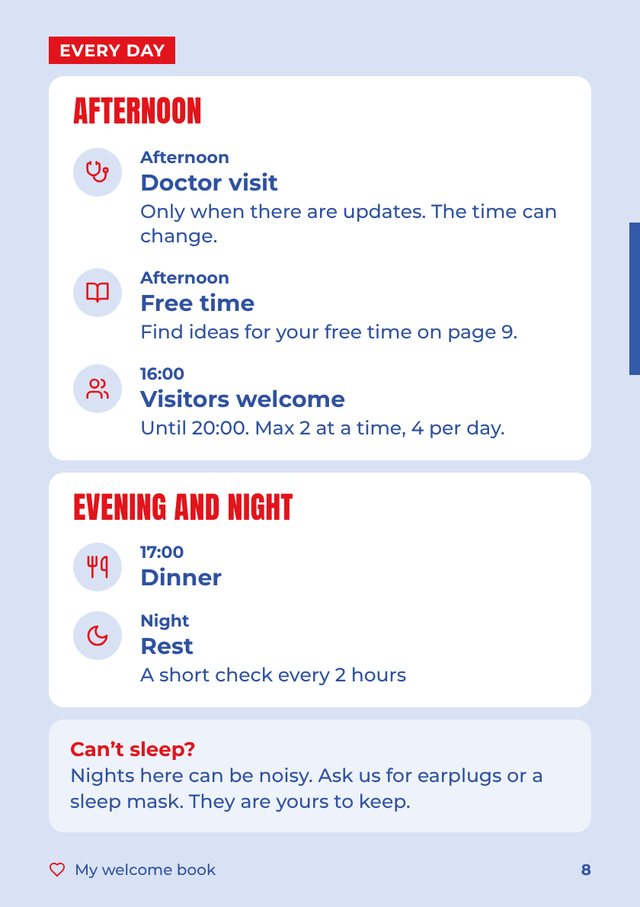 EVERY DAY
AFTERNOON
Afternoon
Doctor visit
Only when there are updates. The time can
change.
Afternoon
Free time
Find ideas for your free time on page 9.
16:00
Visitors welcome
Until 20:00. Max 2 at a time, 4 per day.
EVENING AND NIGHT
17:00
Dinner
Night
Rest
A short check every 2 hours
Can’t sleep?
Nights here can be noisy. Ask us for earplugs or a
sleep mask. They are yours to keep.
My welcome book
8